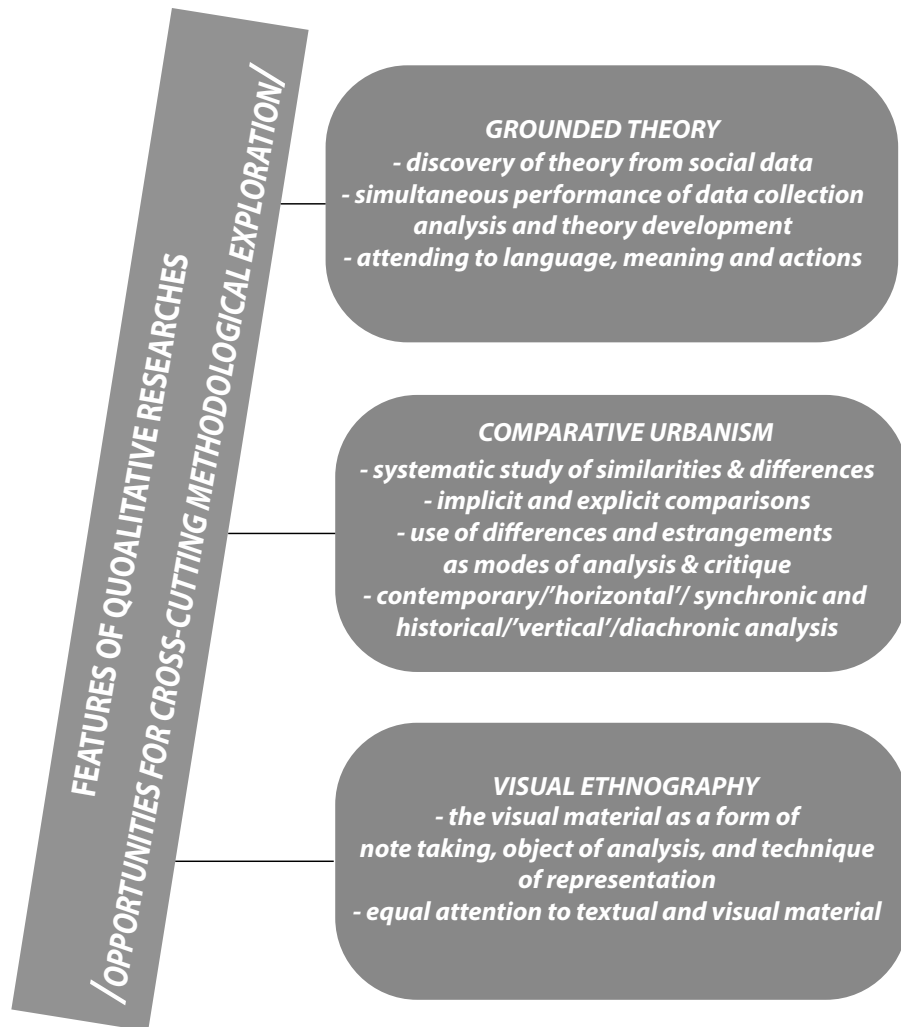 FEATURES OF QUOALITATIVE RESEARCHES
/OPPORTUNITIES FOR CROSS-CUTTING METHODOLOGICAL EXPLORATION/
GROUNDED THEORY
- discovery of theory from social data
- simultaneous performance of data collection
analysis and theory development
- attending to language, meaning and actions
COMPARATIVE URBANISM
- systematic study of similarities & differences
- implicit and explicit comparisons
- use of differences and estrangements
as modes of analysis & critique
- contemporary/’horizontal’/ synchronic and
historical/’vertical’/diachronic analysis
VISUAL ETHNOGRAPHY
- the visual material as a form of
note taking, object of analysis, and technique
of representation
- equal attention to textual and visual material